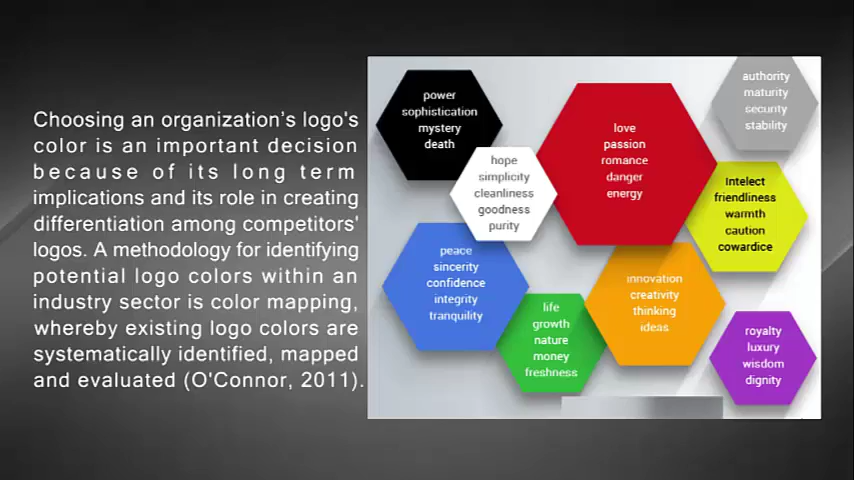 Choosing an organization's logo's
color is an important decision
because of its long term
implications and its role in creating
differentiation among competitors'
logos. A methodology for identifying
potential logo colors within an
industry sector is color mapping,
whereby existing logo colors are
systematically identified, mapped
and evaluated (O'Connor, 2011).
power
sophistication
mystery
death
hope
simplicity
cleanliness
goodness
purity
love
passion
romance
danger
energy
authority
maturity
security
stability
Intelect
friendliness
warmth
caution
cowardice
peace
sincerity
confidence
integrity
tranquility
life
growth
nature
money
freshness
innovation
creativity
thinking
ideas
royalty
luxury
wisdom
dignity